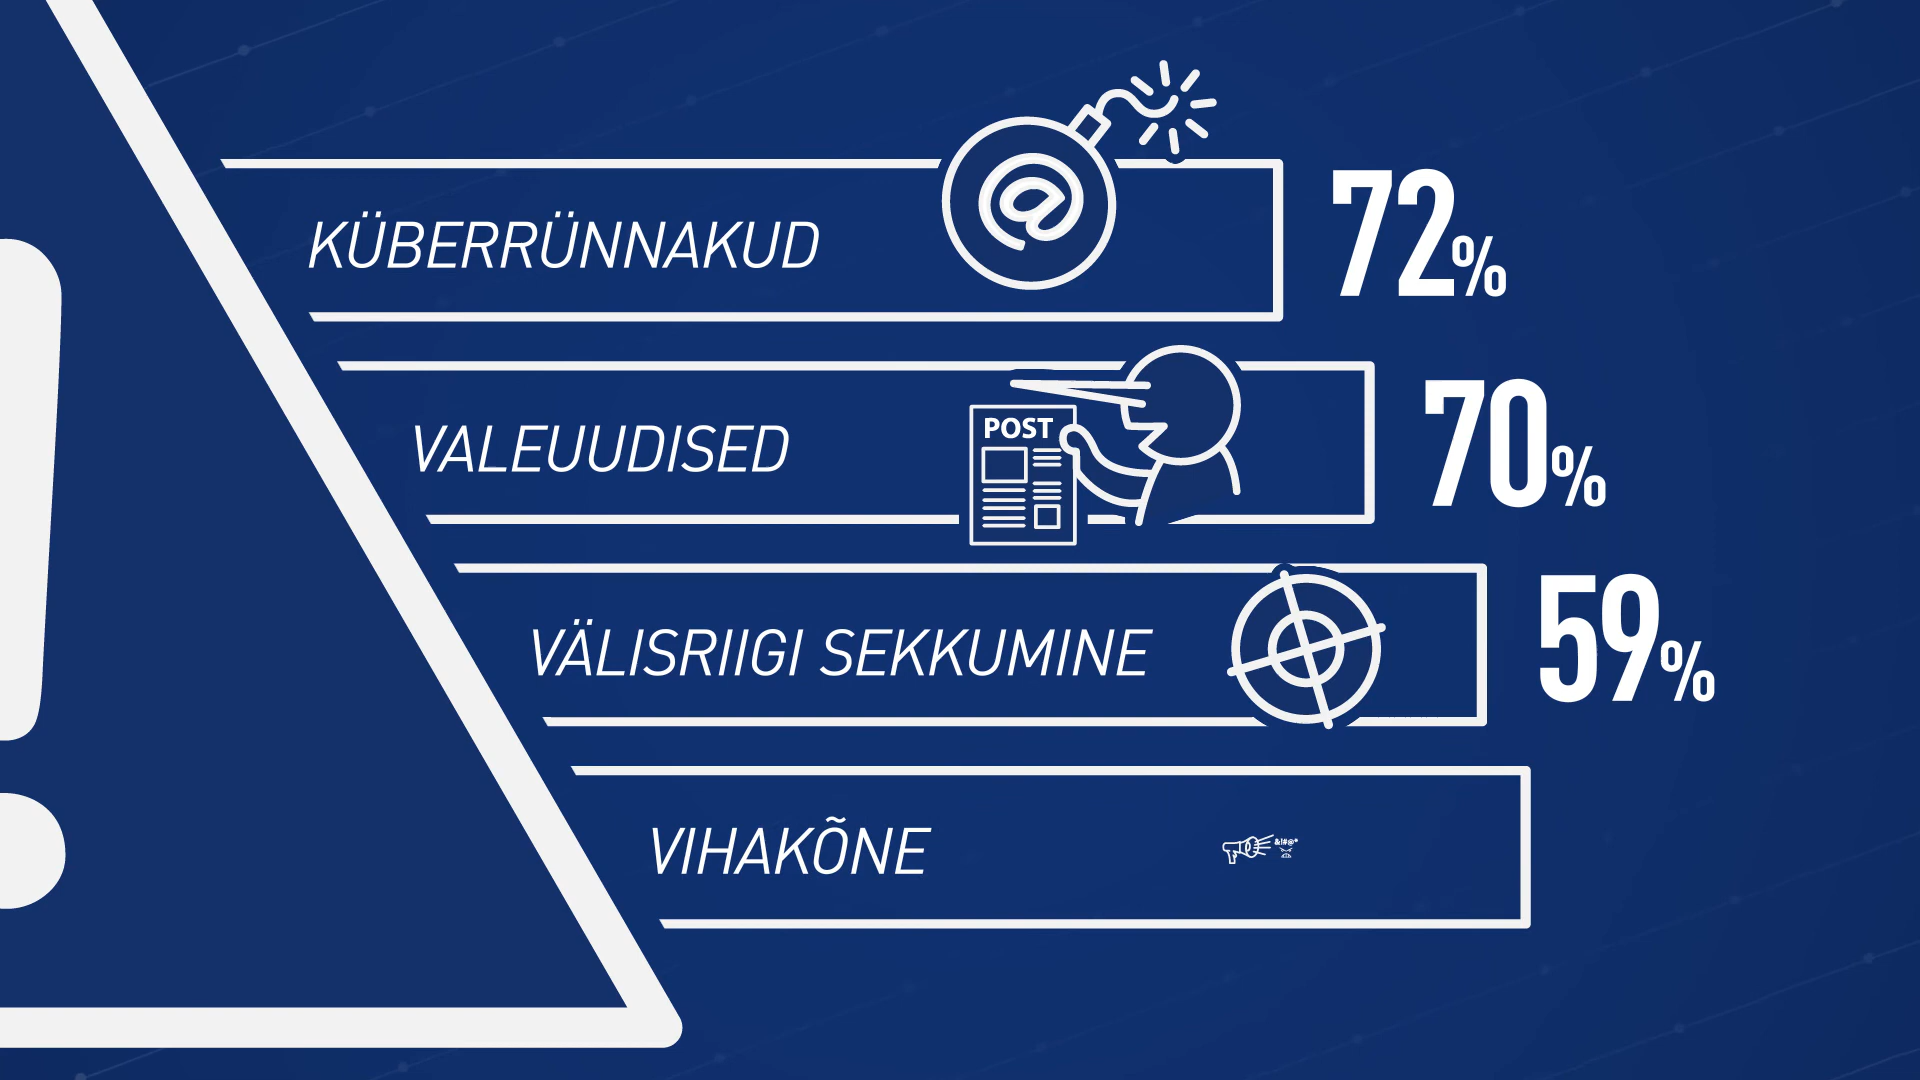 KÜBERRÜNNAKUD
72%
VALEUUDISED
POST
70%
VÄLISRIIGI SEKKUMINE
59%
VIHAKÕNE
&!#@*